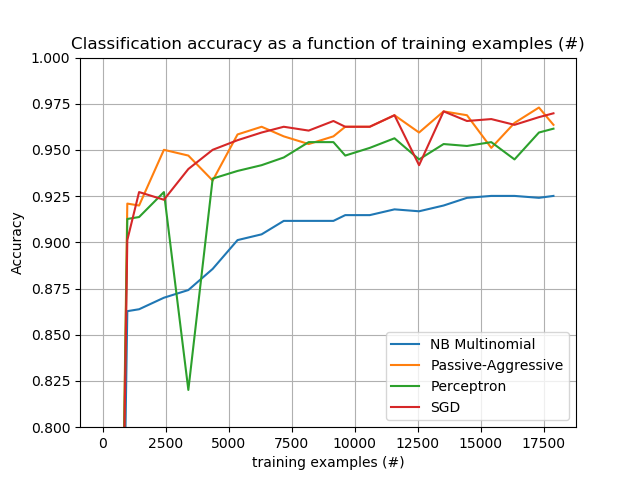 Classification accuracy as a function of training examples (#)
1.000
0.975
0.950
0.925
0.900
0.875
0.850
0.825
0.800
Accuracy
NB Multinomial
Passive-Aggressive
Perceptron
SGD
0 2500 5000 7500 10000 12500 15000 17500
training examples (#)